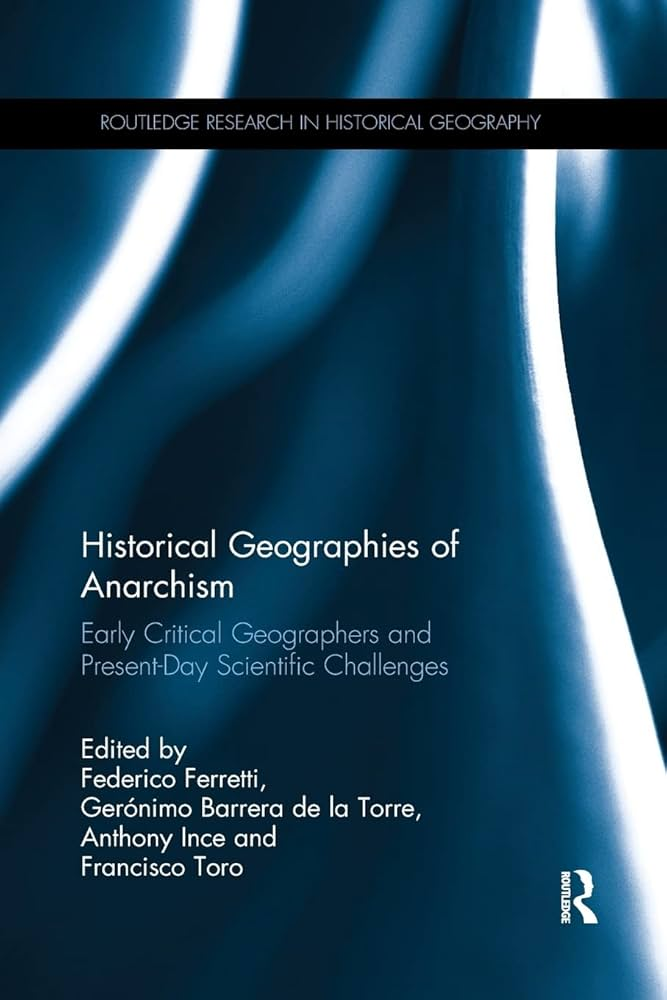 ROUTLEDGE RESEARCH IN HISTORICAL GEOGRAPHY
Historical Geographies of
Anarchism
Early Critical Geographers and
Present-Day Scientific Challenges
Edited by
Federico Ferretti,
Gerónimo Barrera de la Torre,
Anthony Ince and
Francisco Toro
ROUTLEDGE